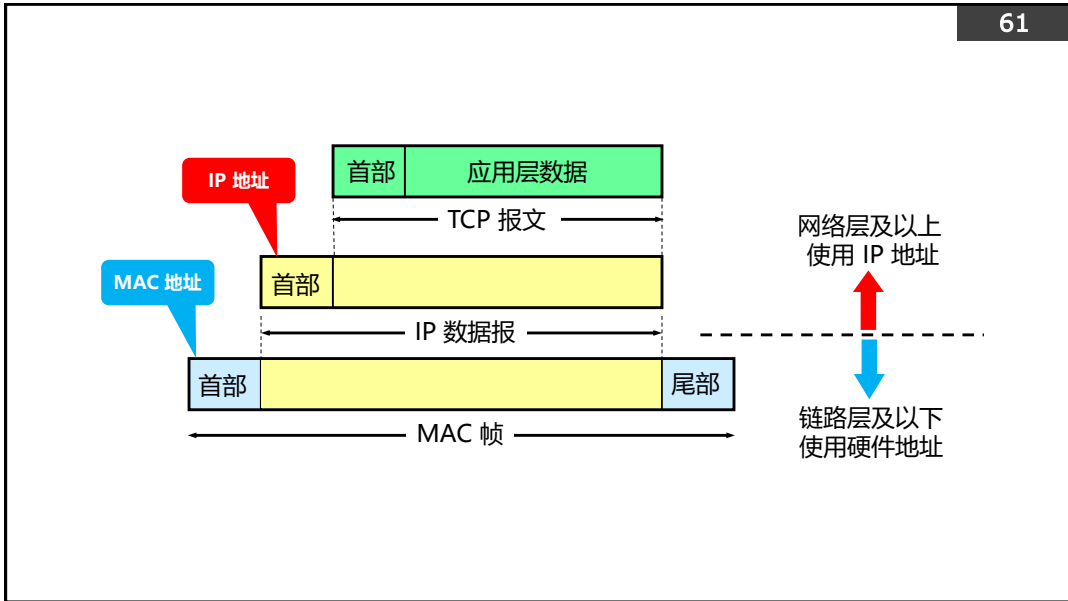 61
首部
应用层数据
IP 地址
TCP 报文
网络层及以上
使用 IP 地址
MAC 地址
首部
IP 数据报
首部
尾部
MAC 帧
链路层及以下
使用硬件地址